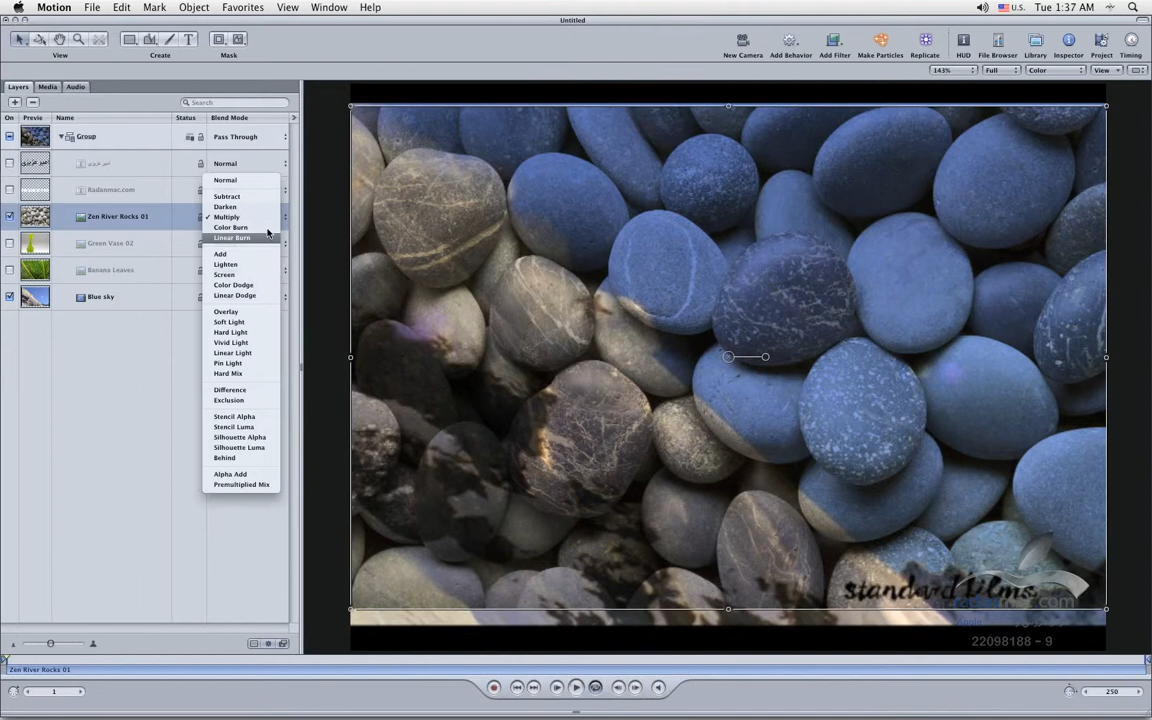 Motion File Edit Mark Object Favorites View Window Help
U.S. Tue 1:37 AM
Untitled
View Create Mask New Camera Add Behavior Add Filter Make Particles Replicate HUD File Browser Library Inspector Project Timing
143% Full Color View
Layers Media Audio
Search
On Previe Name Status Blend Mode
Group Pass Through
Normal
Radanmac.com
Zen River Rocks 01
Green Vase 02
Banana Leaves
Blue sky
Normal
Subtract
Darken
✓ Multiply
Color Burn
Linear Burn
Add
Lighten
Screen
Color Dodge
Linear Dodge
Overlay
Soft Light
Hard Light
Vivid Light
Linear Light
Pin Light
Hard Mix
Difference
Exclusion
Stencil Alpha
Stencil Luma
Silhouette Alpha
Silhouette Luma
Behind
Alpha Add
Premultiplied Mix
standard films
22098188 - 9
Zen River Rocks 01
1
250